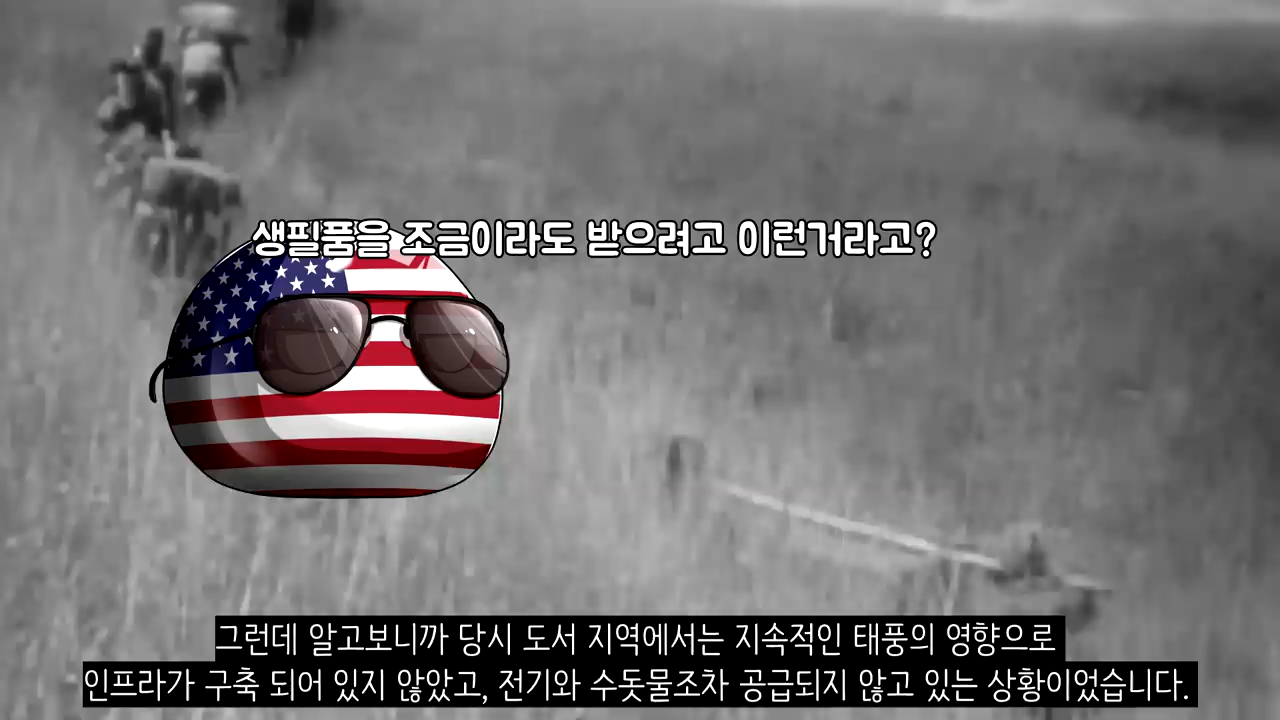 생필품을 조금이라도 받으려고 이런거라고?
그런데 알고보니까 당시 도서 지역에서는 지속적인 태풍의 영향으로
인프라가 구축 되어 있지 않았고, 전기와 수돗물조차 공급되지 않고 있는 상황이었습니다.